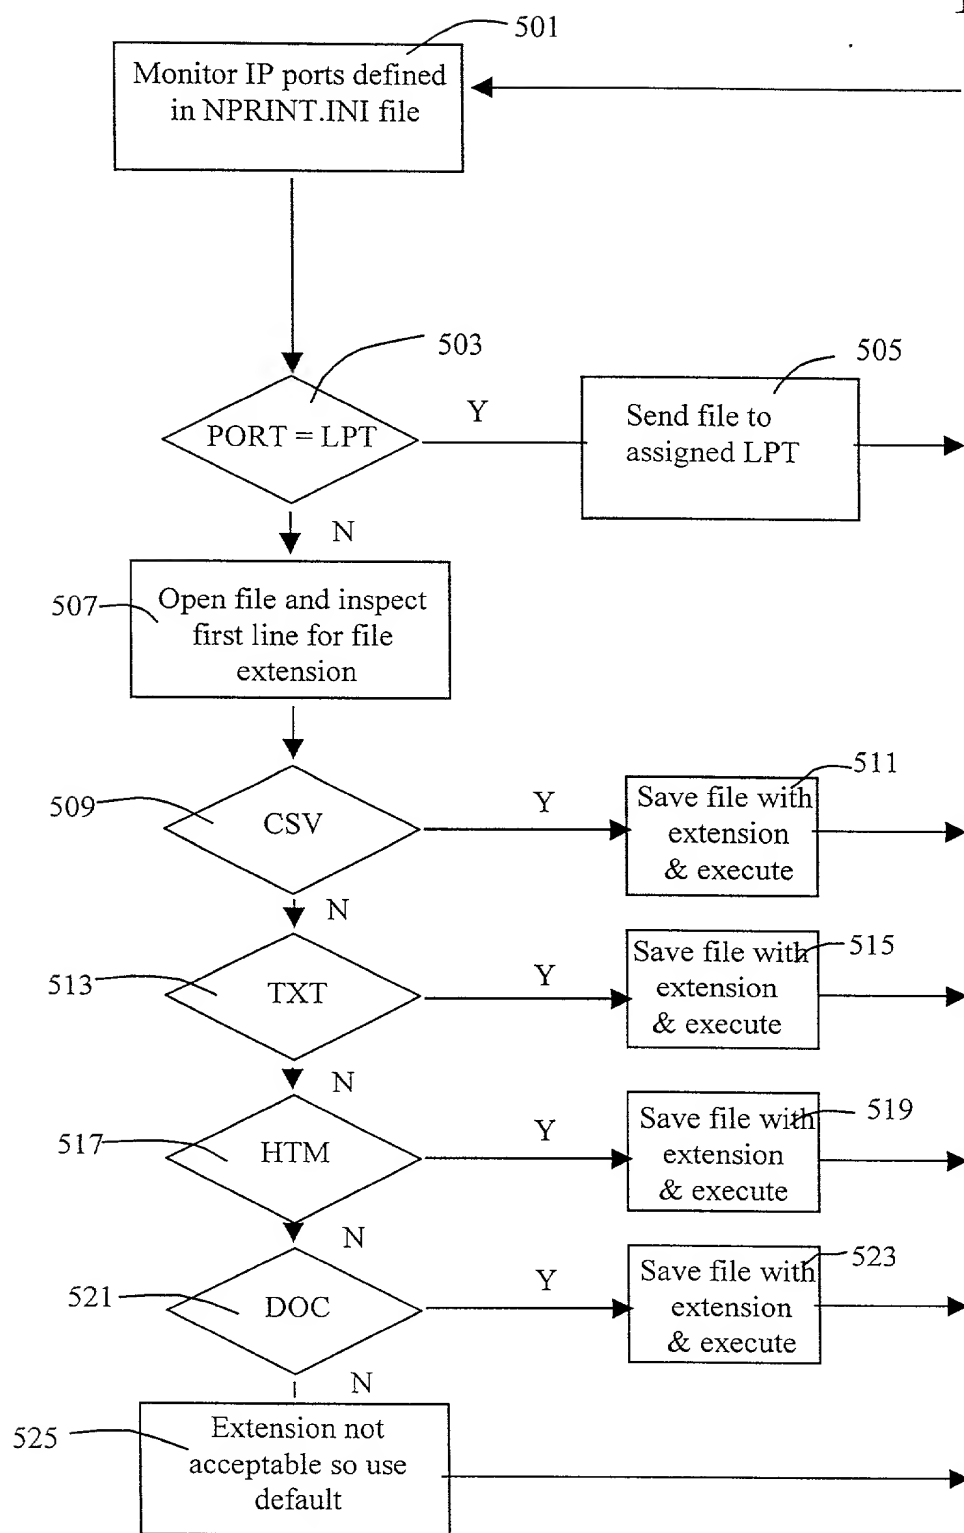 501
Monitor IP ports defined
in NPRINT.INI file
503
PORT = LPT
Y
505
Send file to
assigned LPT
N
507
Open file and inspect
first line for file
extension
509
CSV
Y
511
Save file with
extension
& execute
N
513
TXT
Y
515
Save file with
extension
& execute
N
517
HTM
Y
519
Save file with
extension
& execute
N
521
DOC
Y
523
Save file with
extension
& execute
N
525
Extension not
acceptable so use
default